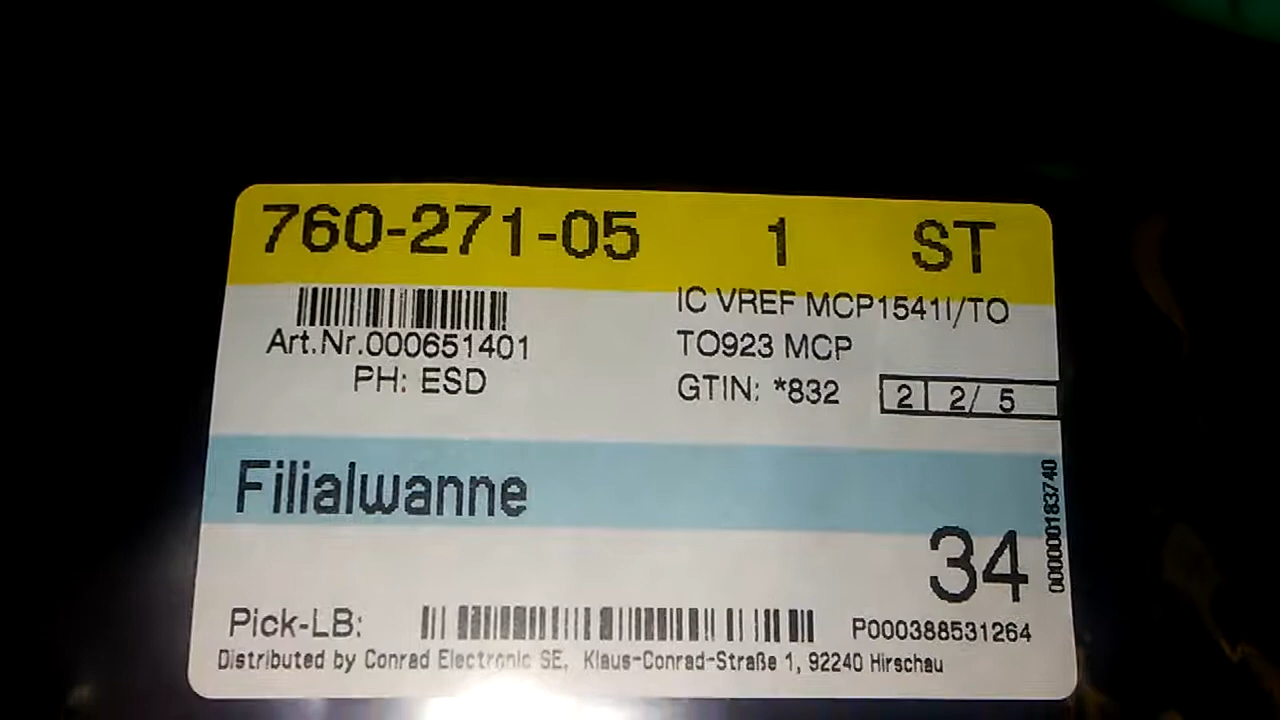 760-271-05 1 ST
Art.Nr.000651401
PH: ESD
IC VREF MCP1541I/TO
TO923 MCP
GTIN: *832
2 2/ 5
Filialwanne
34
000000183740
Pick-LB:
P000388531264
Distributed by Conrad Electronic SE, Klaus-Conrad-Straße 1, 92240 Hirschau